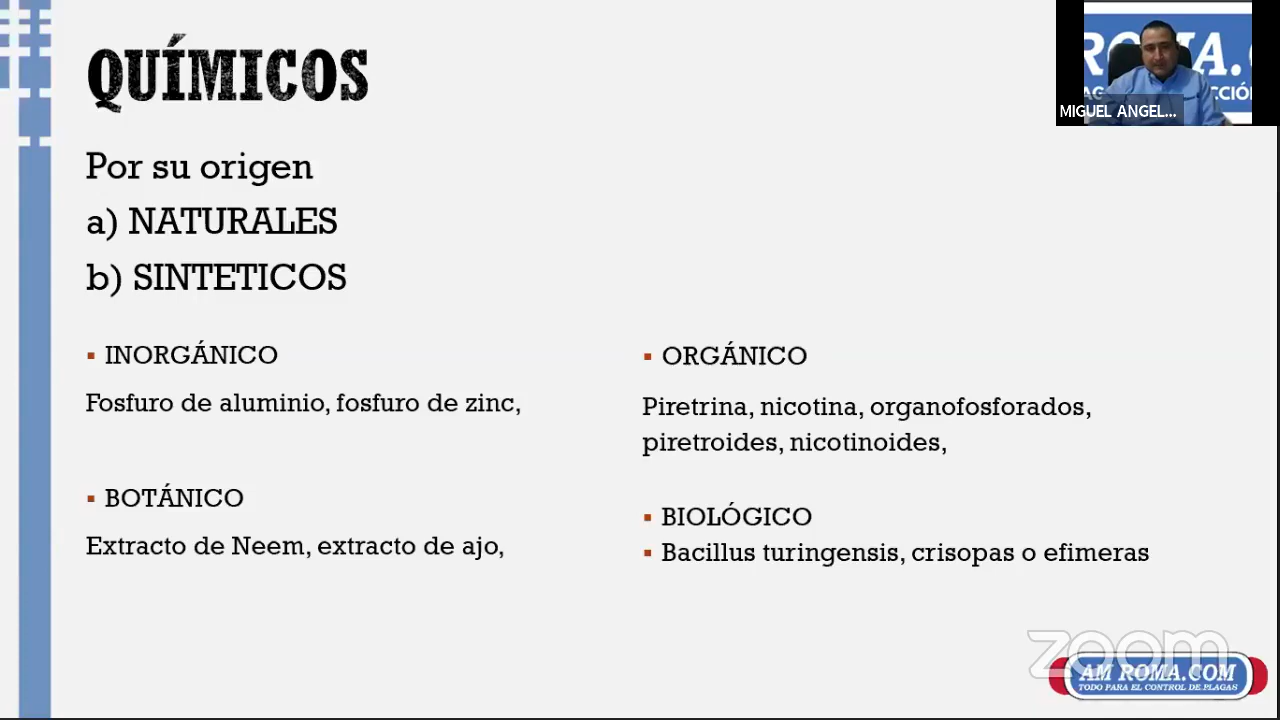 QUÍMICOS
Por su origen
a) NATURALES
b) SINTETICOS
▪ INORGÁNICO
Fosfuro de aluminio, fosfuro de zinc,
▪ BOTÁNICO
Extracto de Neem, extracto de ajo,
▪ ORGÁNICO
Piretrina, nicotina, organofosforados,
piretroides, nicotinoides,
▪ BIOLÓGICO
▪ Bacillus turingensis, crisopas o efimeras
MIGUEL ANGEL...
zoom
AM ROMA.COM
TODO PARA EL CONTROL DE PLAGAS